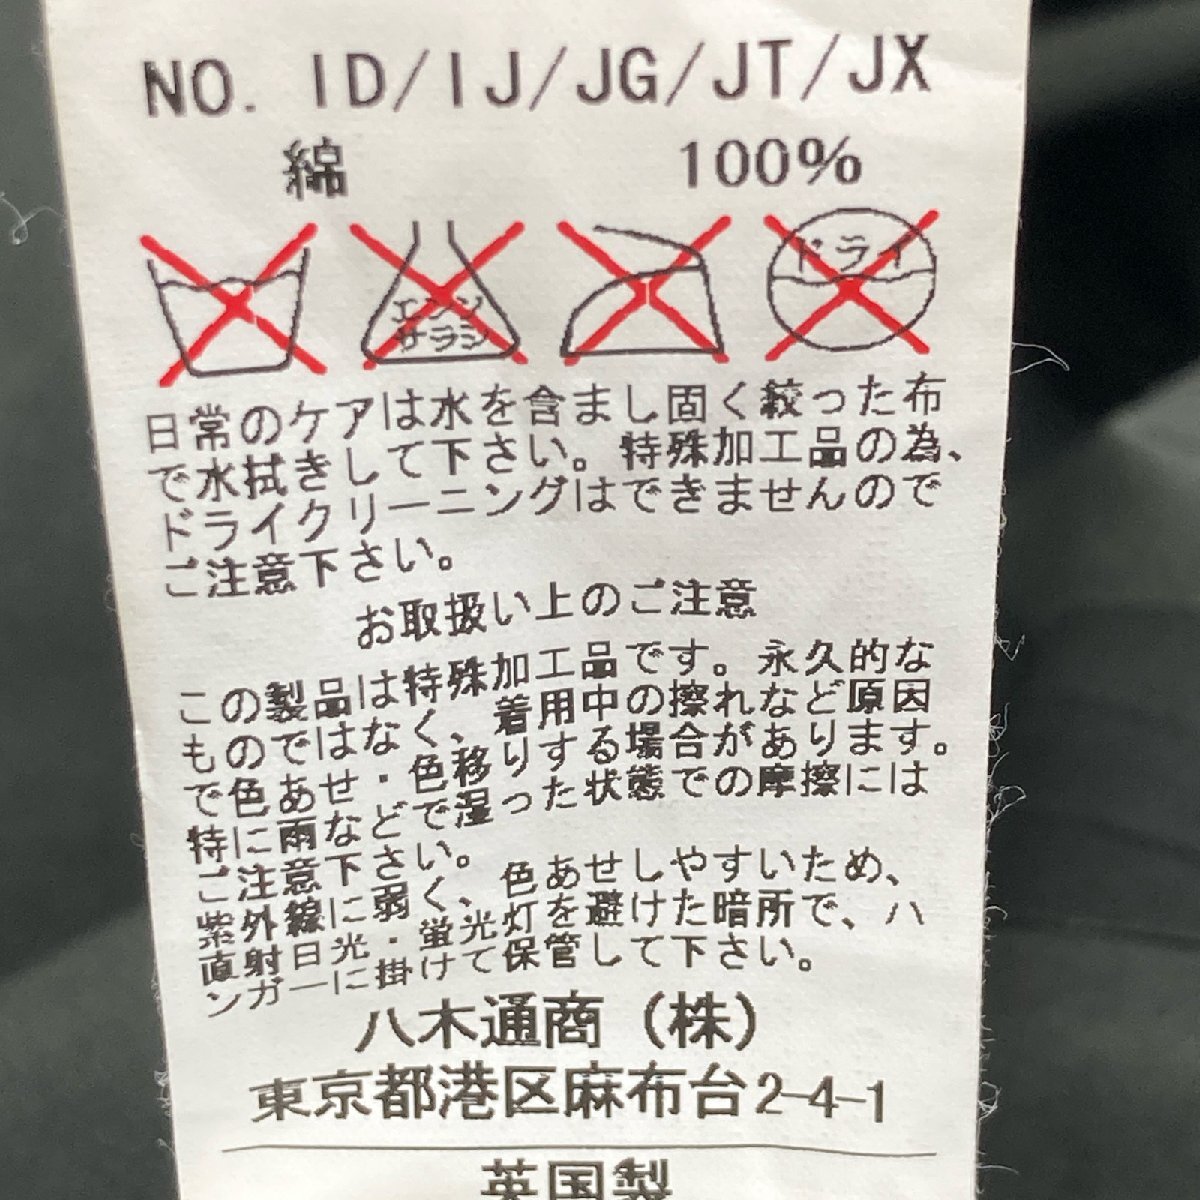 NO. ID/IJ/JG/JT/JX
綿 100%
エンソ
サラシ
ドライ
日常のケアは水を含まし固く絞った布
で水拭きして下さい。特殊加工品の為、
ドライクリーニングはできませんので
ご注意下さい。
お取扱い上のご注意
この製品は特殊加工品です。永久的な
ものではなく、着用中の擦れなど原因
で色あせ・色移りする場合があります。
特に雨などで湿った状態での摩擦には
ご注意下さい。
紫外線に弱く、色あせしやすいため、
直射日光・蛍光灯を避けた暗所で、ハ
ンガーに掛けて保管して下さい。
八木通商（株）
東京都港区麻布台2-4-1
英国製